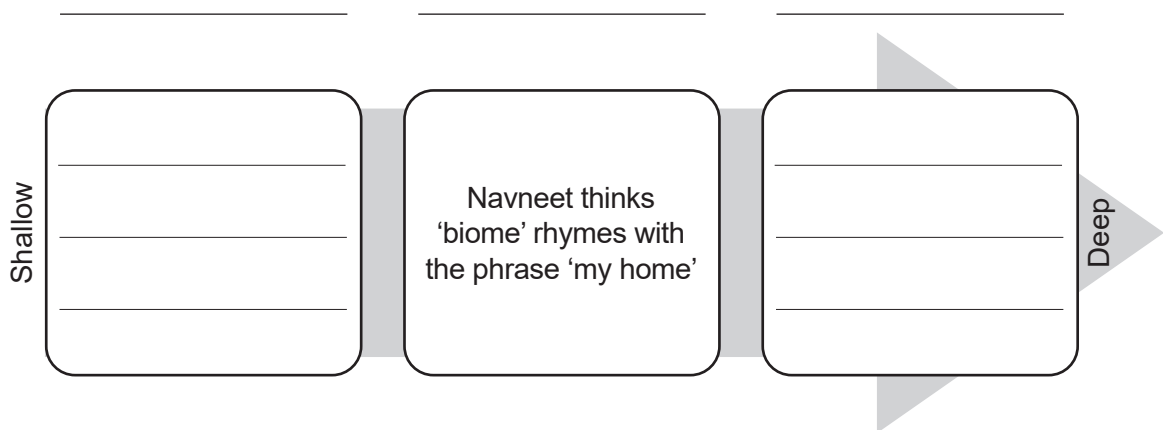 Shallow
Navneet thinks
‘biome’ rhymes with
the phrase ‘my home’
Deep